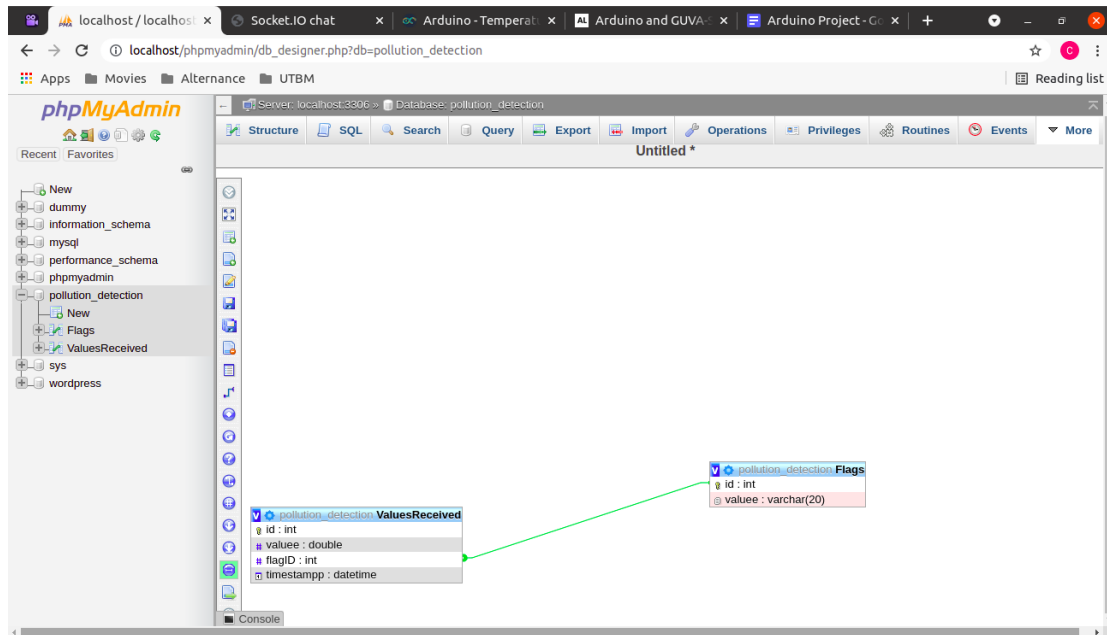 localhost / localhos
Socket.IO chat
Arduino - Temperat
AL Arduino and GUVA-S
Arduino Project - Go
localhost/phpmyadmin/db_designer.php?db=pollution_detection
C
Apps Movies Alternance UTBM Reading list
phpMyAdmin
Recent Favorites
New
dummy
information_schema
mysql
performance_schema
phpmyadmin
pollution_detection
New
Flags
ValuesReceived
sys
wordpress
Server: localhost:3306 » Database: pollution_detection
Structure SQL Search Query Export Import Operations Privileges Routines Events More
Untitled *
pollution_detection Flags
id : int
valuee : varchar(20)
V pollution_detection ValuesReceived
id : int
# valuee : double
# flagID : int
timestampp : datetime
Console